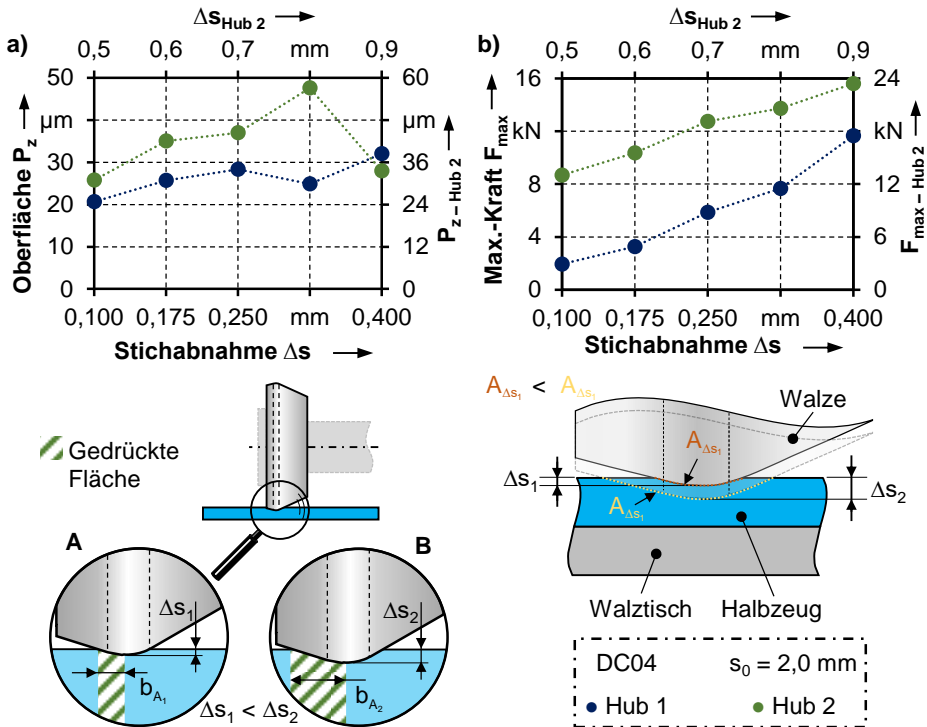 Δs Hub 2
a)
0,5 0,6 0,7 mm 0,9
Oberfläche Pz
50
µm
30
20
10
0
60
µm
36
24
12
0
Pz – Hub 2
0,100 0,175 0,250 mm 0,400
Stichabnahme Δs
Δs Hub 2
b)
0,5 0,6 0,7 mm 0,9
Max.-Kraft Fmax
16
kN
8
4
0
24
kN
12
6
0
Fmax – Hub 2
0,100 0,175 0,250 mm 0,400
Stichabnahme Δs
Gedrückte
Fläche
A
Δs1
bA1
B
Δs2
bA2
Δs1 < Δs2
AΔs1 < AΔs1
Walze
AΔs1
Δs1
AΔs1
Δs2
Walztisch
Halbzeug
DC04 s0 = 2,0 mm
Hub 1 Hub 2